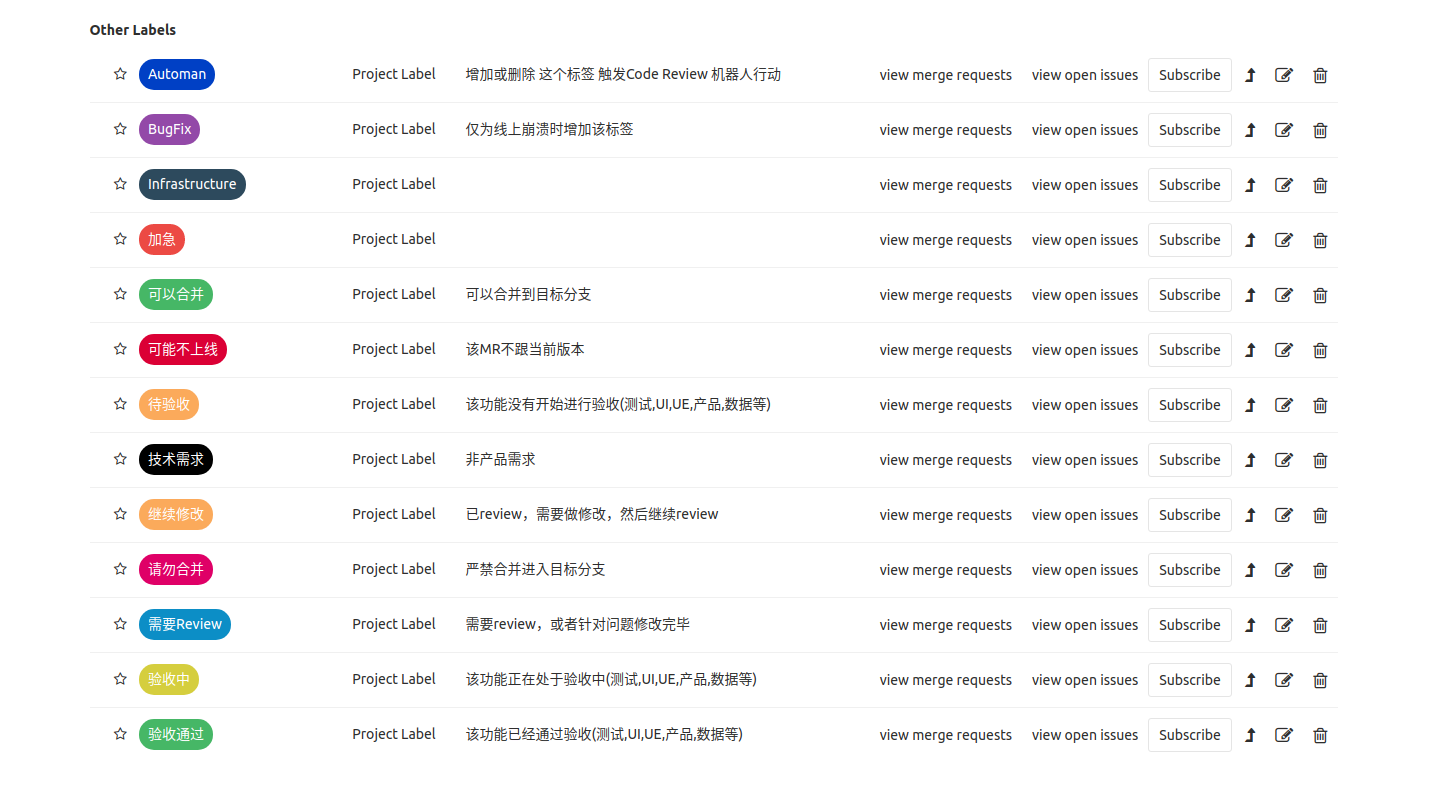 Other Labels
Automan Project Label 增加或删除 这个标签 触发Code Review 机器人行动 view merge requests view open issues Subscribe
BugFix Project Label 仅为线上崩溃时增加该标签 view merge requests view open issues Subscribe
Infrastructure Project Label view merge requests view open issues Subscribe
加急 Project Label view merge requests view open issues Subscribe
可以合并 Project Label 可以合并到目标分支 view merge requests view open issues Subscribe
可能不上线 Project Label 该MR不跟当前版本 view merge requests view open issues Subscribe
待验收 Project Label 该功能没有开始进行验收(测试,UI,UE,产品,数据等) view merge requests view open issues Subscribe
技术需求 Project Label 非产品需求 view merge requests view open issues Subscribe
继续修改 Project Label 已review，需要做修改，然后继续review view merge requests view open issues Subscribe
请勿合并 Project Label 严禁合并进入目标分支 view merge requests view open issues Subscribe
需要Review Project Label 需要review，或者针对问题修改完毕 view merge requests view open issues Subscribe
验收中 Project Label 该功能正在处于验收中(测试,UI,UE,产品,数据等) view merge requests view open issues Subscribe
验收通过 Project Label 该功能已经通过验收(测试,UI,UE,产品,数据等) view merge requests view open issues Subscribe